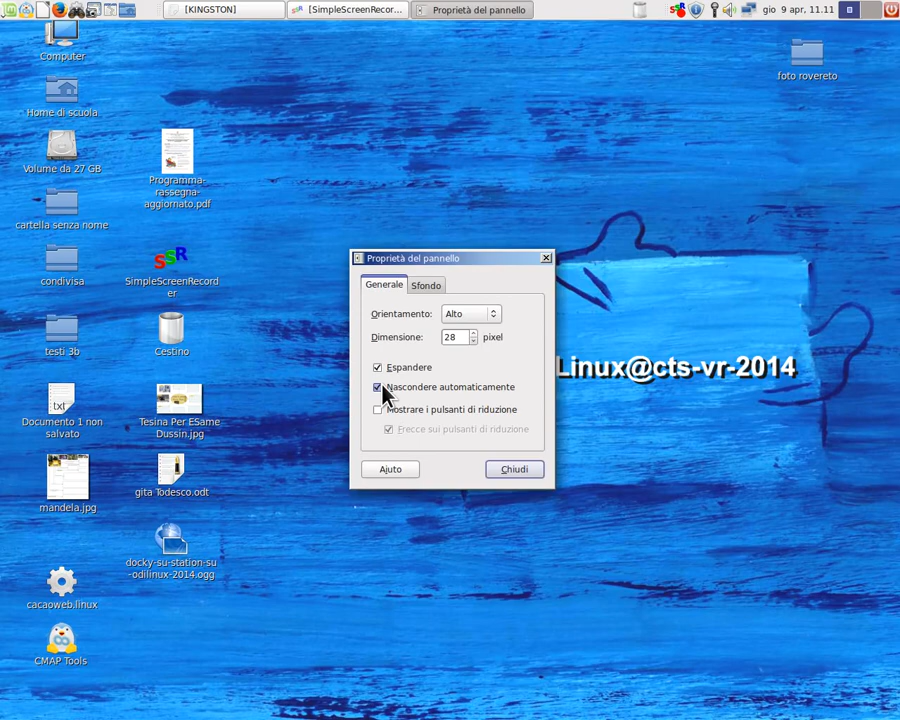 [KINGSTON]
[SimpleScreenRecor...
Proprietà del pannello
gio 9 apr, 11.11
Computer
foto rovereto
Home di scuola
Volume da 27 GB
Programma-
rassegna-
aggiornato.pdf
cartella senza nome
condivisa
SSR
SimpleScreenRecord
er
testi 3b
Cestino
txt
Documento 1 non
salvato
Tesina Per ESame
Dussin.jpg
mandela.jpg
gita Todesco.odt
docky-su-station-su
-odilinux-2014.ogg
cacaoweb.linux
CMAP Tools
Proprietà del pannello
Generale
Sfondo
Orientamento:
Alto
Dimensione:
28
pixel
Espandere
Nascondere automaticamente
Mostrare i pulsanti di riduzione
Frecce sui pulsanti di riduzione
Aiuto
Chiudi
Linux@cts-vr-2014